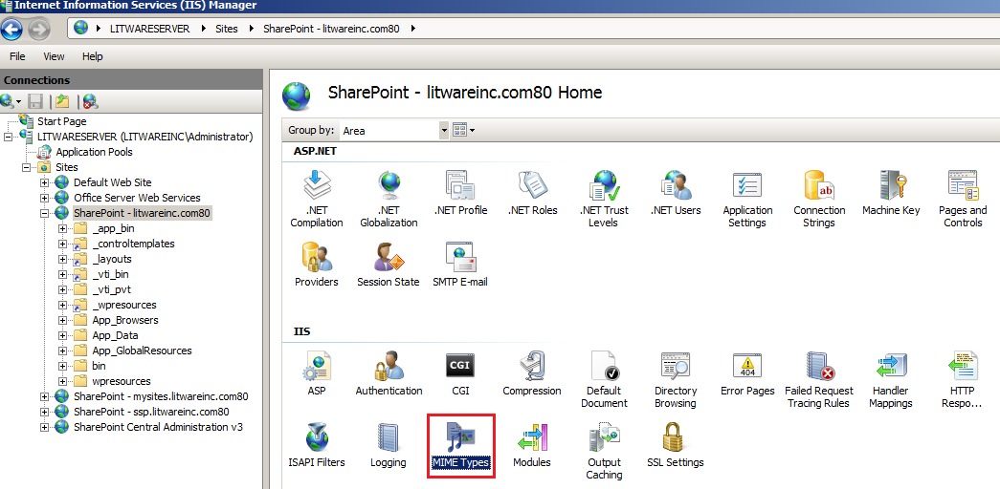 Internet Information Services (IIS) Manager
LITWARESERVER Sites SharePoint - litwareinc.com80
File View Help
Connections
Start Page
LITWARESERVER (LITWAREINC\Administrator)
Application Pools
Sites
Default Web Site
Office Server Web Services
SharePoint - litwareinc.com80
_app_bin
_controltemplates
_layouts
_vti_bin
_vti_pvt
_wpresources
App_Browsers
App_Data
App_GlobalResources
bin
wpresources
SharePoint - mysites.litwareinc.com80
SharePoint - ssp.litwareinc.com80
SharePoint Central Administration v3
SharePoint - litwareinc.com80 Home
Group by: Area
ASP.NET
.NET Compilation
.NET Globalization
.NET Profile
.NET Roles
.NET Trust Levels
.NET Users
Application Settings
Connection Strings
ab
Machine Key
Pages and Controls
Providers
Session State
SMTP E-mail
IIS
ASP
Authentication
CGI
CGI
Compression
Default Document
Directory Browsing
404
Error Pages
Failed Request Tracing Rules
Handler Mappings
HTTP Respo...
ISAPI Filters
Logging
MIME Types
Modules
Output Caching
SSL Settings